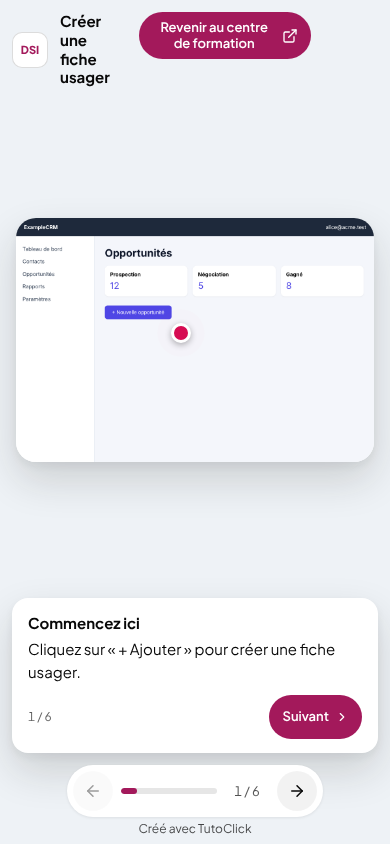 DSI
Créer
une
fiche
usager
Revenir au centre
de formation
ExampleCRM
alice@acme.test
Tableau de bord
Contacts
Opportunités
Rapports
Paramètres
Opportunités
Prospection
12
Négociation
5
Gagné
8
+ Nouvelle opportunité
Commencez ici
Cliquez sur « + Ajouter » pour créer une fiche
usager.
1 / 6
Suivant
1 / 6
Créé avec TutoClick